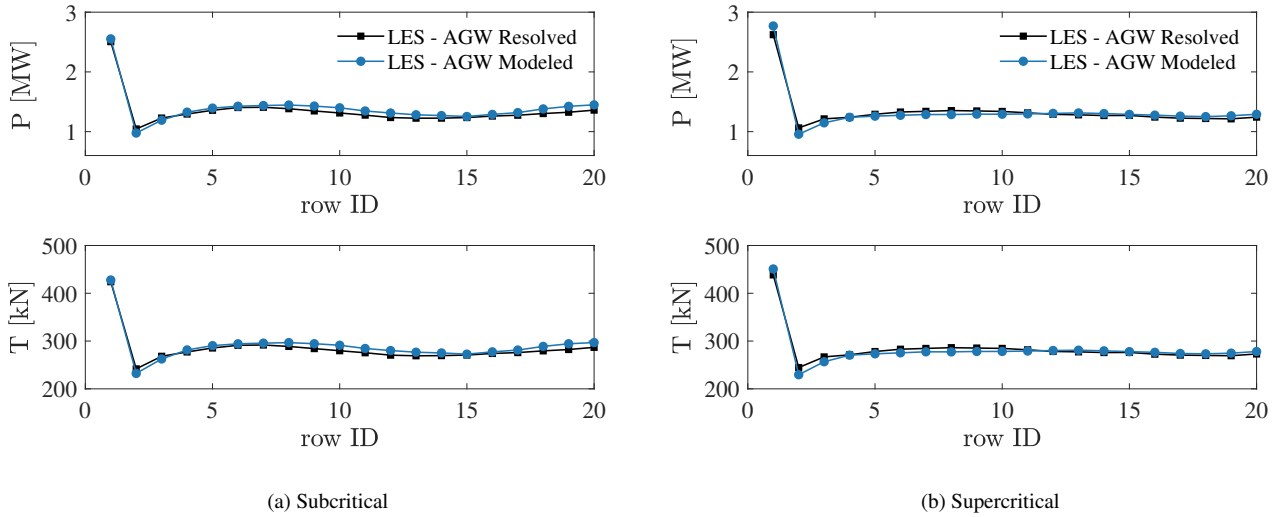 3
2
1
P [MW]
LES - AGW Resolved
LES - AGW Modeled
0
5
10
15
20
row ID
500
400
300
200
T [kN]
0
5
10
15
20
row ID
(a) Subcritical
3
2
1
P [MW]
LES - AGW Resolved
LES - AGW Modeled
0
5
10
15
20
row ID
500
400
300
200
T [kN]
0
5
10
15
20
row ID
(b) Supercritical